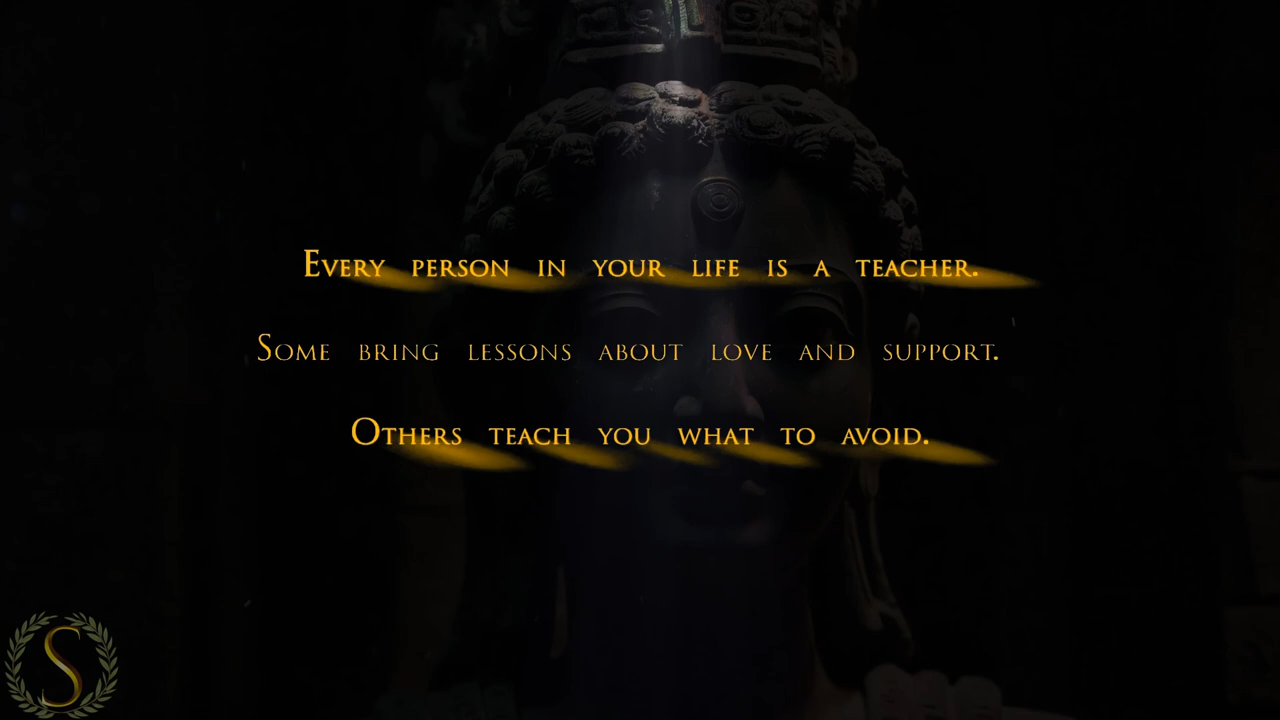 Every person in your life is a teacher.
Some bring lessons about love and support.
Others teach you what to avoid.
S